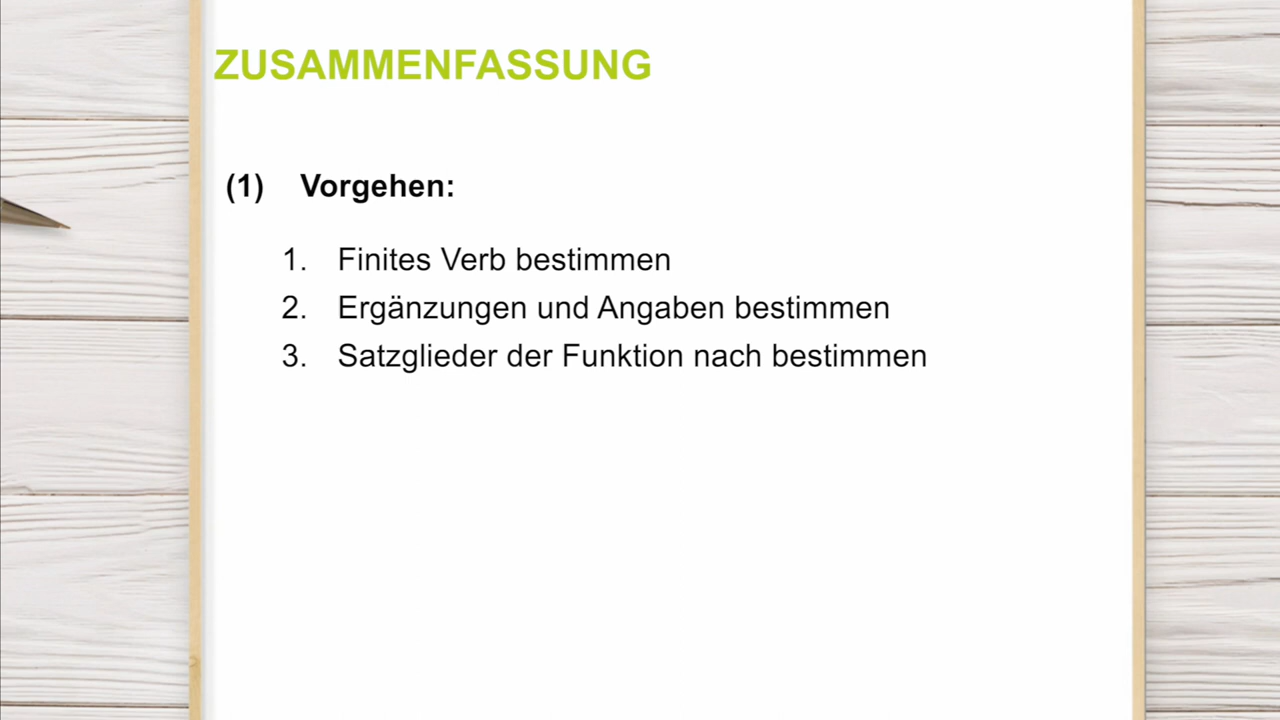 ZUSAMMENFASSUNG
(1) Vorgehen:
1. Finites Verb bestimmen
2. Ergänzungen und Angaben bestimmen
3. Satzglieder der Funktion nach bestimmen